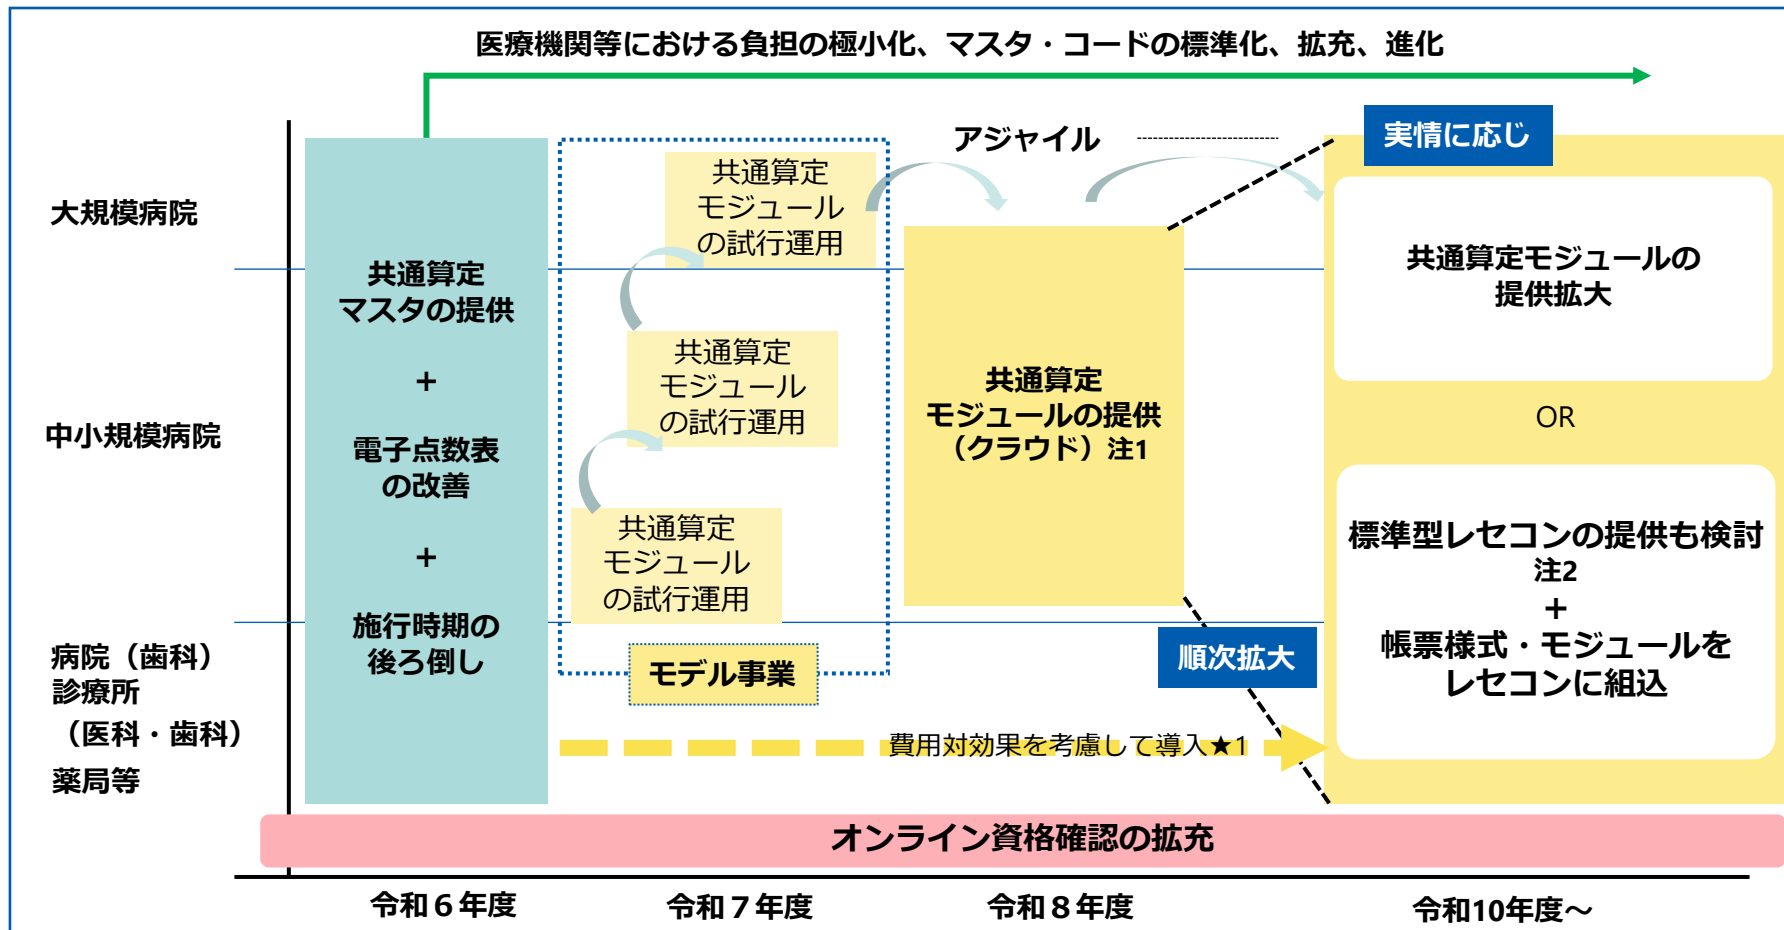 医療機関等における負担の極小化、マスタ・コードの標準化、拡充、進化
アジャイル
実情に応じ
大規模病院
中小規模病院
病院（歯科）
診療所
（医科・歯科）
薬局等
共通算定
マスタの提供
+
電子点数表
の改善
+
施行時期の
後ろ倒し
共通算定
モジュール
の試行運用
共通算定
モジュール
の試行運用
共通算定
モジュール
の試行運用
モデル事業
共通算定
モジュールの提供
（クラウド）注1
順次拡大
費用対効果を考慮して導入★1
共通算定モジュールの
提供拡大
OR
標準型レセコンの提供も検討
注2
+
帳票様式・モジュールを
レセコンに組込
オンライン資格確認の拡充
令和６年度
令和７年度
令和８年度
令和10年度～